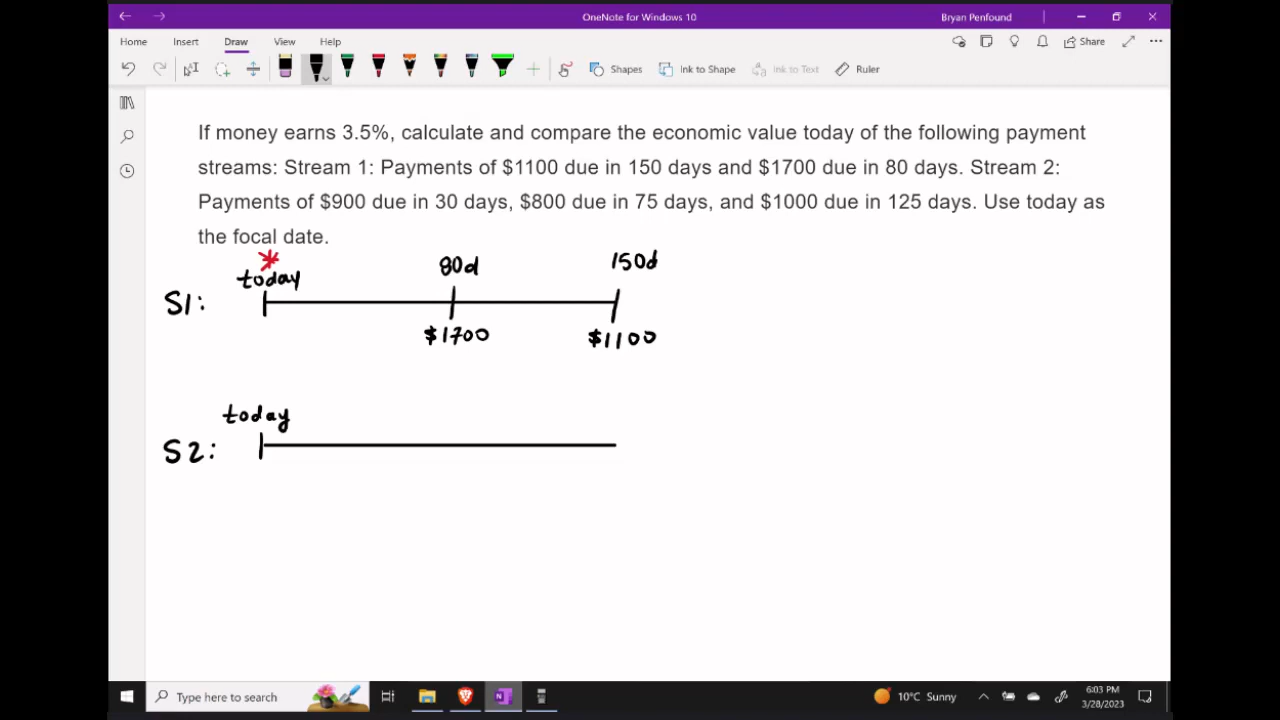 OneNote for Windows 10
Bryan Penfound
Home Insert Draw View Help
Share
Shapes Ink to Shape Ink to Text Ruler
If money earns 3.5%, calculate and compare the economic value today of the following payment
streams: Stream 1: Payments of $1100 due in 150 days and $1700 due in 80 days. Stream 2:
Payments of $900 due in 30 days, $800 due in 75 days, and $1000 due in 125 days. Use today as
the focal date.
*
today 80d 150d
S1:
$1700 $1100
today
S2:
Type here to search
10°C Sunny
6:03 PM
3/28/2023